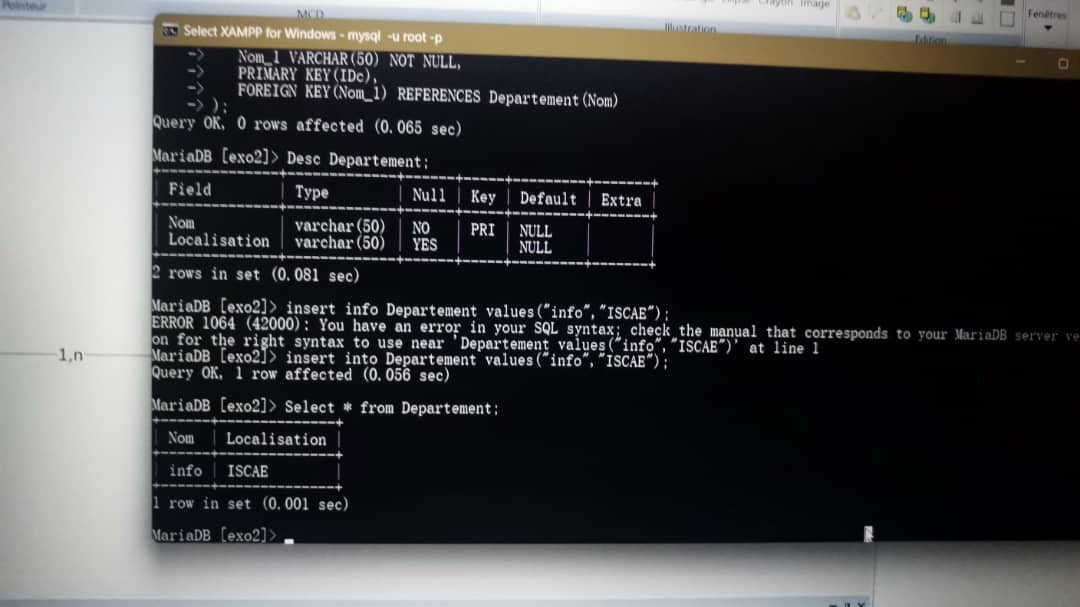 Pointeur
MCD
Crayon Image
Illustration
Edition
Fenêtres
Select XAMPP for Windows - mysql -u root -p
-> Nom_1 VARCHAR(50) NOT NULL,
-> PRIMARY KEY(IDc),
-> FOREIGN KEY(Nom_1) REFERENCES Departement(Nom)
-> );
Query OK, 0 rows affected (0.065 sec)
MariaDB [exo2]> Desc Departement;
+-------------+-------------+------+-----+---------+-------+
| Field | Type | Null | Key | Default | Extra |
+-------------+-------------+------+-----+---------+-------+
| Nom | varchar(50) | NO | PRI | NULL | |
| Localisation | varchar(50) | YES | | NULL | |
+-------------+-------------+------+-----+---------+-------+
2 rows in set (0.081 sec)
MariaDB [exo2]> insert info Departement values("info","ISCAE");
ERROR 1064 (42000): You have an error in your SQL syntax; check the manual that corresponds to your MariaDB server ve
on for the right syntax to use near 'Departement values("info","ISCAE")' at line 1
MariaDB [exo2]> insert into Departement values("info","ISCAE");
Query OK, 1 row affected (0.056 sec)
MariaDB [exo2]> Select * from Departement;
+------+--------------+
| Nom | Localisation |
+------+--------------+
| info | ISCAE |
+------+--------------+
1 row in set (0.001 sec)
MariaDB [exo2]>
1,n